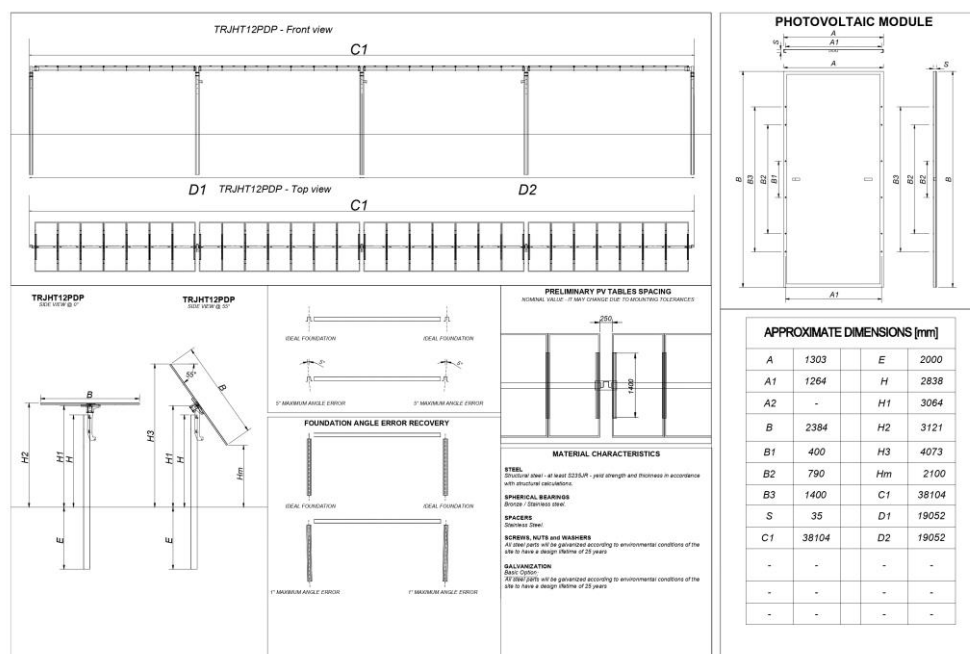 TRJHT12PDP - Front view
C1
D1
TRJHT12PDP - Top view
D2
C1
PHOTOVOLTAIC MODULE
A
A1
S
A
S
B
B3
B2
B1
B3
B2
B2
B
A1
TRJHT12PDP
SIDE VIEW @ 0°
TRJHT12PDP
SIDE VIEW @ 55°
B
H2
H1
H
E
55°
B
H3
H1
H
Hm
E
IDEAL FOUNDATION
IDEAL FOUNDATION
5°
5°
5° MAXIMUM ANGLE ERROR
5° MAXIMUM ANGLE ERROR
FOUNDATION ANGLE ERROR RECOVERY
IDEAL FOUNDATION
IDEAL FOUNDATION
1° MAXIMUM ANGLE ERROR
1° MAXIMUM ANGLE ERROR
PRELIMINARY PV TABLES SPACING
NOMINAL VALUE - IT MAY CHANGE DUE TO MOUNTING TOLERANCES
250
1400
MATERIAL CHARACTERISTICS
STEEL
Structural steel - at least S235JR - yield strength and thickness in accordance
with structural calculations.
SPHERICAL BEARINGS
Bronze / Stainless steel.
SPACERS
Stainless Steel.
SCREWS, NUTS and WASHERS
All steel parts will be galvanized according to environmental conditions of the
site to have a design lifetime of 25 years
GALVANIZATION
Basic Option-
All steel parts will be galvanized according to environmental conditions of the
site to have a design lifetime of 25 years
APPROXIMATE DIMENSIONS [mm]
A 1303 E 2000
A1 1264 H 2838
A2 - H1 3064
B 2384 H2 3121
B1 400 H3 4073
B2 790 Hm 2100
B3 1400 C1 38104
S 35 D1 19052
C1 38104 D2 19052
- - - -
- - - -
- - - -